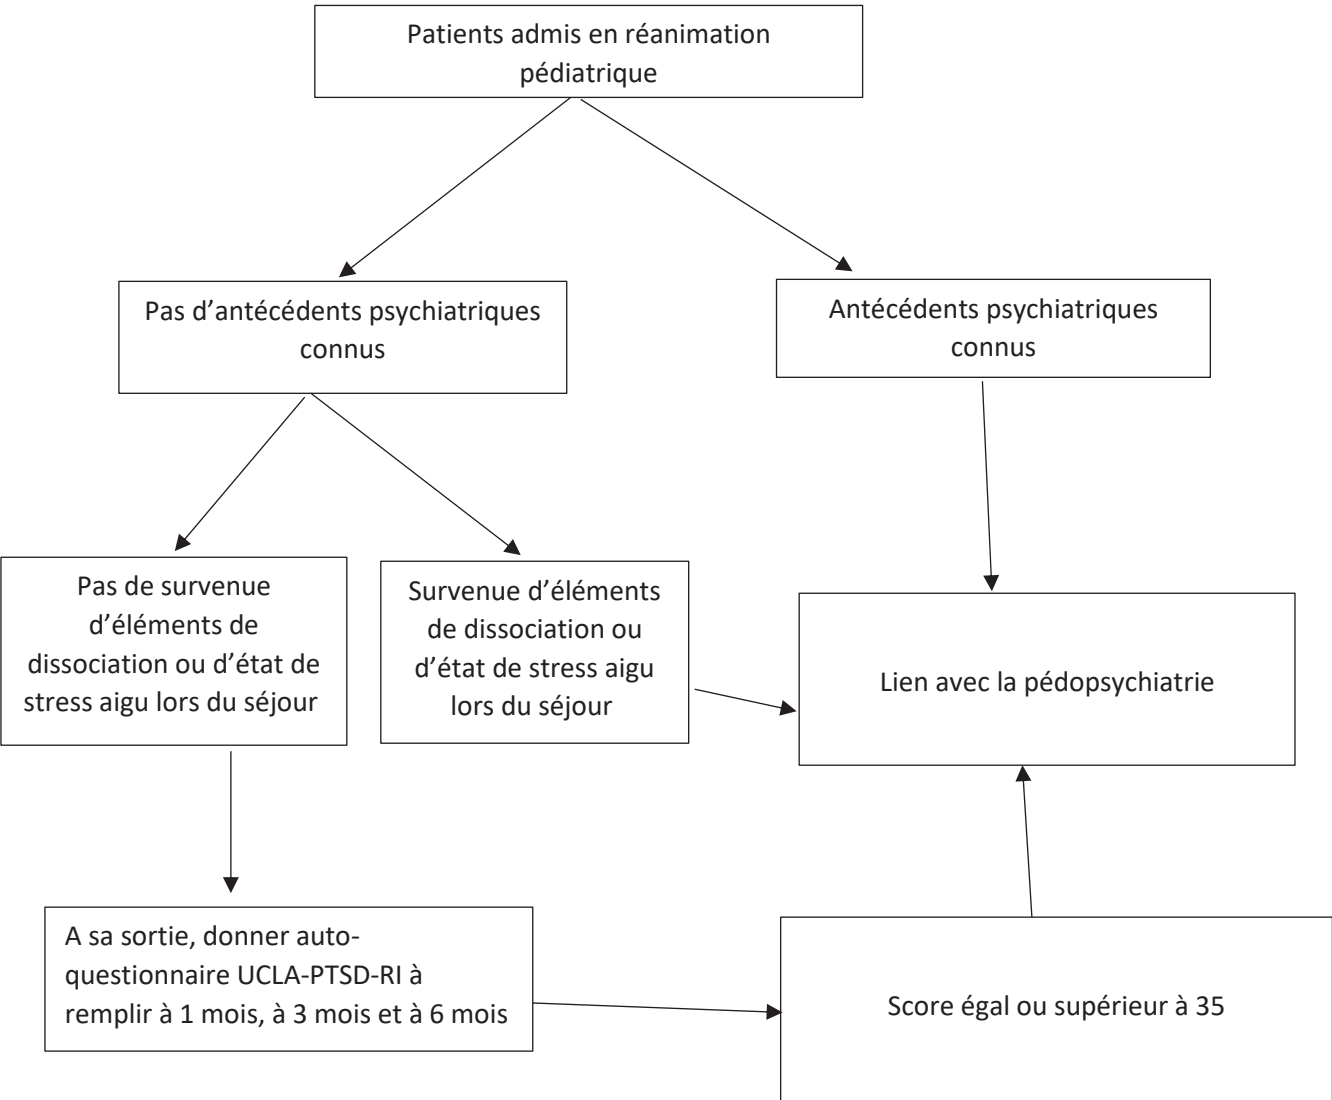 Patients admis en réanimation
pédiatrique
Pas d’antécédents psychiatriques
connus
Antécédents psychiatriques
connus
Pas de survenue
d’éléments de
dissociation ou d’état de
stress aigu lors du séjour
Survenue d’éléments
de dissociation ou
d’état de stress aigu
lors du séjour
Lien avec la pédopsychiatrie
A sa sortie, donner auto-
questionnaire UCLA-PTSD-RI à
remplir à 1 mois, à 3 mois et à 6 mois
Score égal ou supérieur à 35